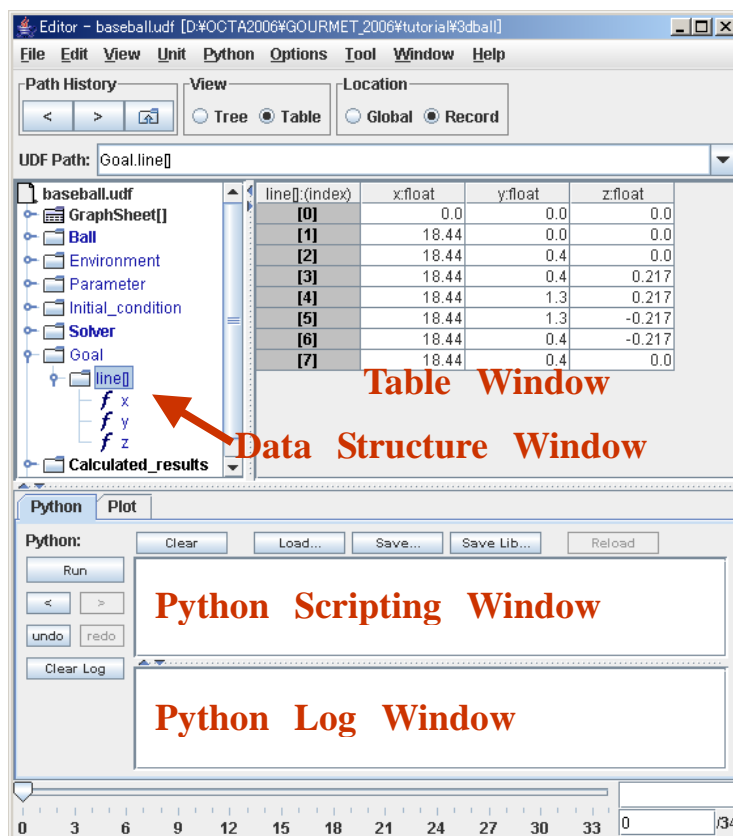 Editor - baseball.udf [D:¥OCTA2006¥GOURMET_2006¥tutorial¥3dball]
File Edit View Unit Python Options Tool Window Help
Path History View Location
< > Tree Table Global Record
UDF Path: Goal.line[]
baseball.udf
GraphSheet[]
Ball
Environment
Parameter
Initial_condition
Solver
Goal
line[]
f x
f y
f z
Calculated_results
line[]:(index) x:float y:float z:float
[0] 0.0 0.0 0.0
[1] 18.44 0.0 0.0
[2] 18.44 0.4 0.0
[3] 18.44 0.4 0.217
[4] 18.44 1.3 0.217
[5] 18.44 1.3 -0.217
[6] 18.44 0.4 -0.217
[7] 18.44 0.4 0.0
Table Window
Data Structure Window
Python Plot
Python: Clear Load... Save... Save Lib... Reload
Run
< >
undo redo
Clear Log
Python Scripting Window
Python Log Window
0 3 6 9 12 15 18 21 24 27 30 33 0 /34